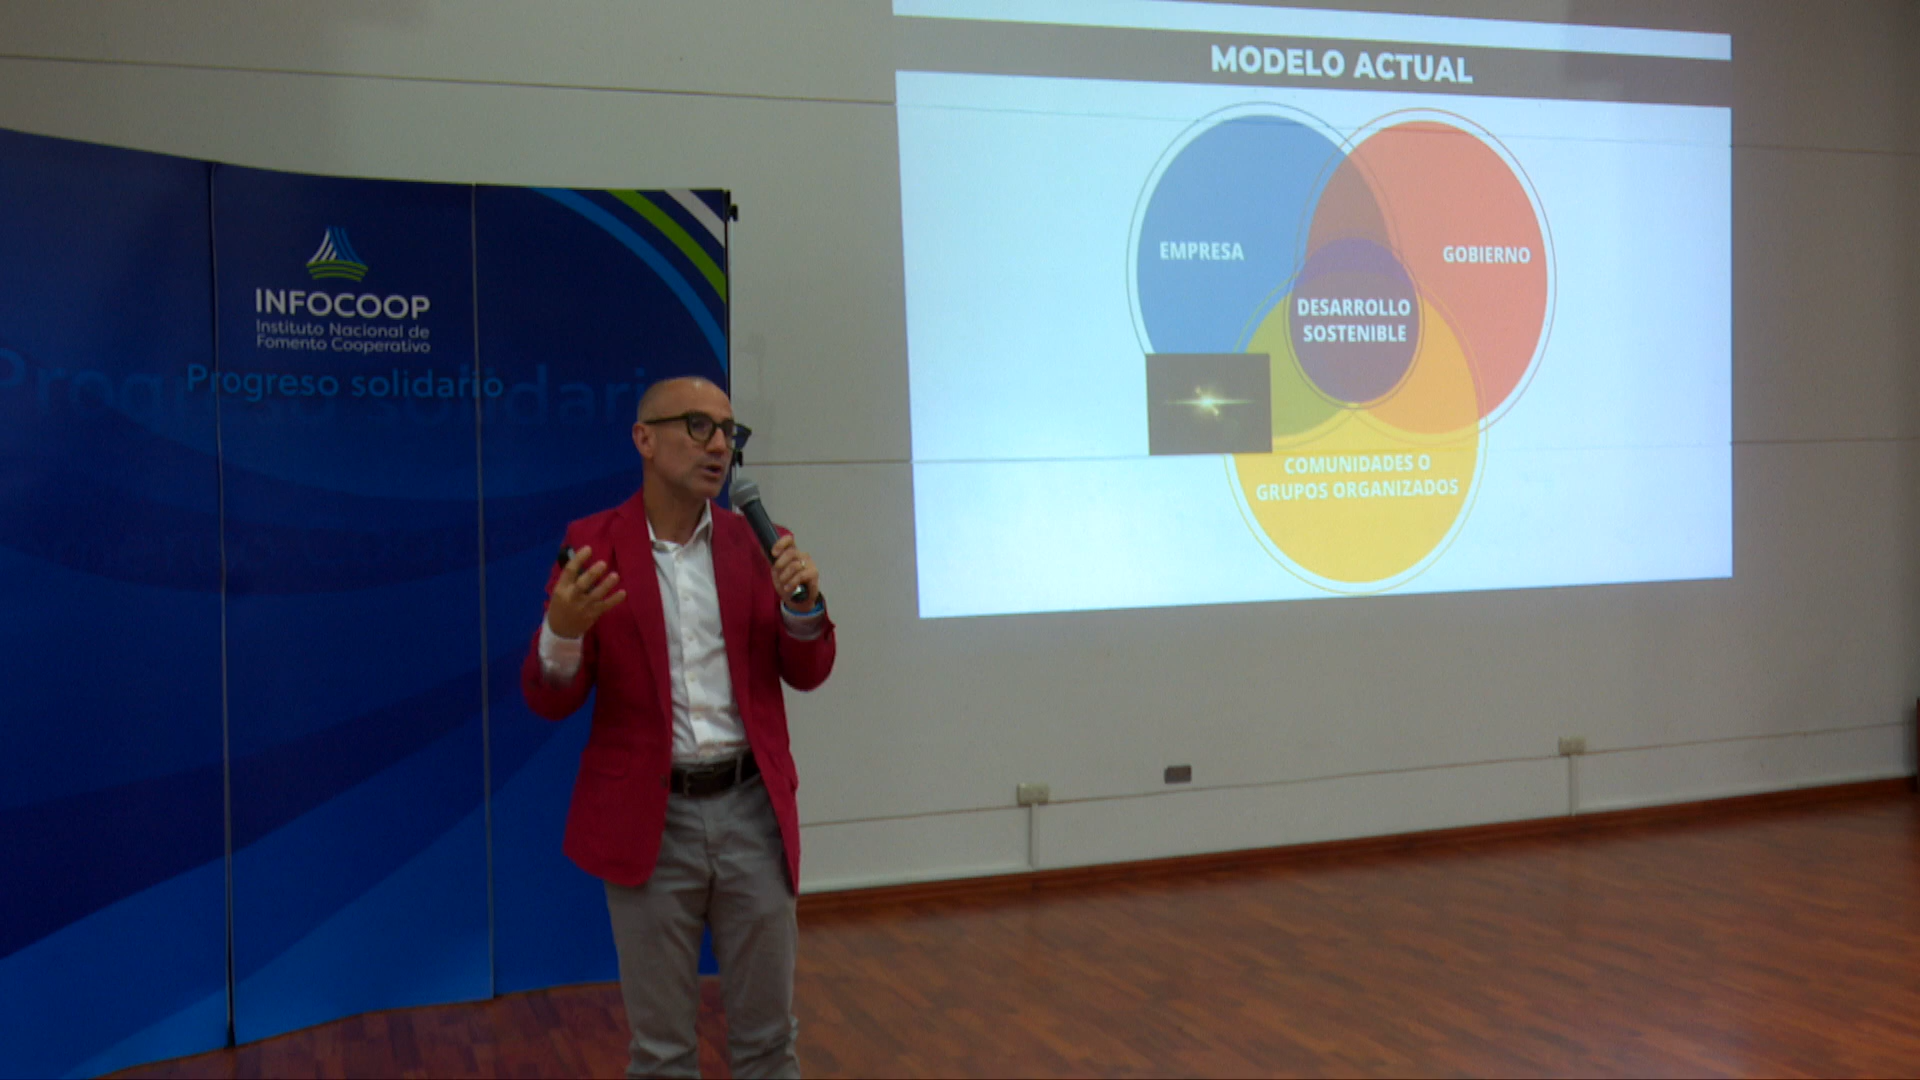 MODELO ACTUAL
EMPRESA
GOBIERNO
DESARROLLO
SOSTENIBLE
COMUNIDADES O
GRUPOS ORGANIZADOS
INFOCOOP
Instituto Nacional de
Fomento Cooperativo
Progreso solidario